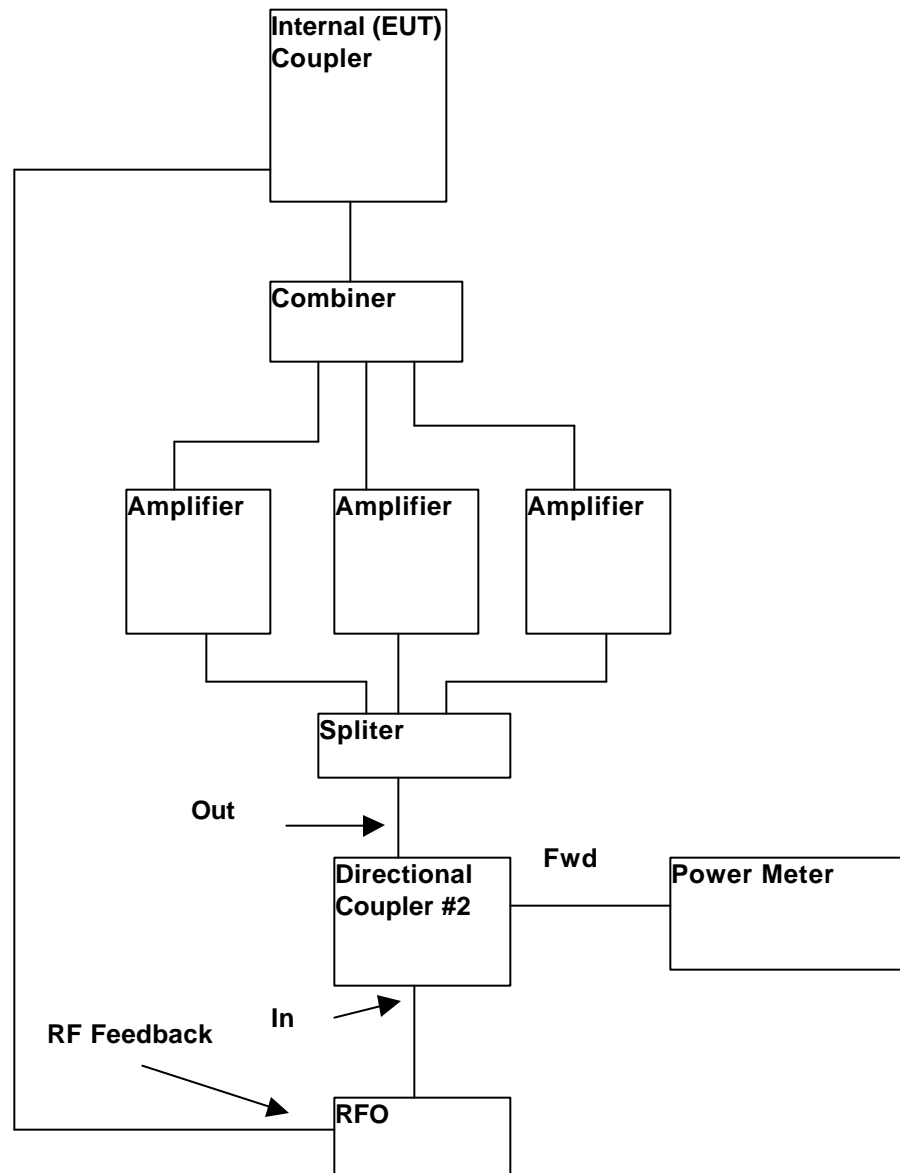 Internal (EUT)
Coupler
Combiner
Amplifier
Amplifier
Amplifier
Spliter
Out
Directional
Coupler #2
Fwd
Power Meter
In
RF Feedback
RFO